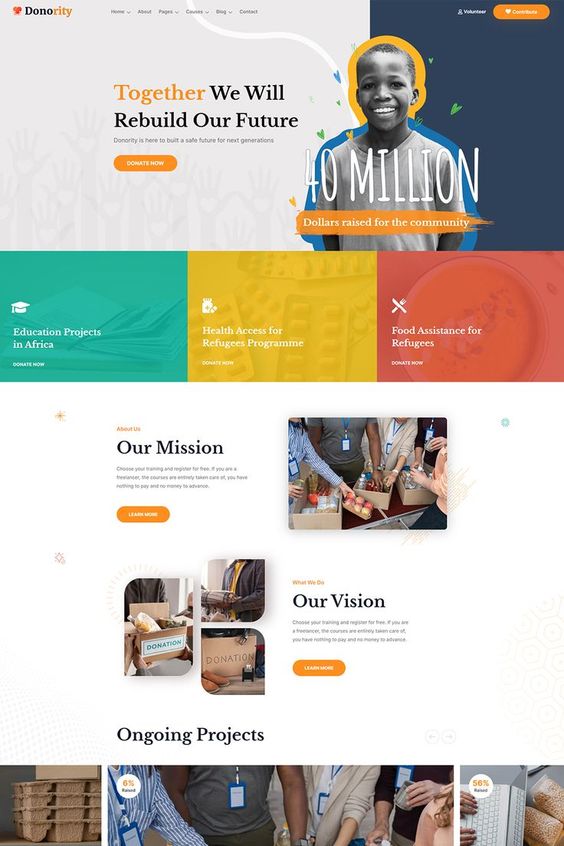 Donority
Home
About
Pages
Causes
Blog
Contact
Volunteer
Contribute
Together We Will
Rebuild Our Future
Donority is here to built a safe future for next generations
DONATE NOW
40 MILLION
Dollars raised for the community
Education Projects
in Africa
DONATE NOW
Health Access for
Refugees Programme
DONATE NOW
Food Assistance for
Refugees
DONATE NOW
About Us
Our Mission
Choose your training and register for free. If you are a
freelancer, the courses are entirely taken care of, you have
nothing to pay and no money to advance.
LEARN MORE
DONATION
DONATION
What We Do
Our Vision
Choose your training and register for free. If you are
a freelancer, the courses are entirely taken care of,
you have nothing to pay and no money to advance.
LEARN MORE
Ongoing Projects
6%
Raised
56%
Raised